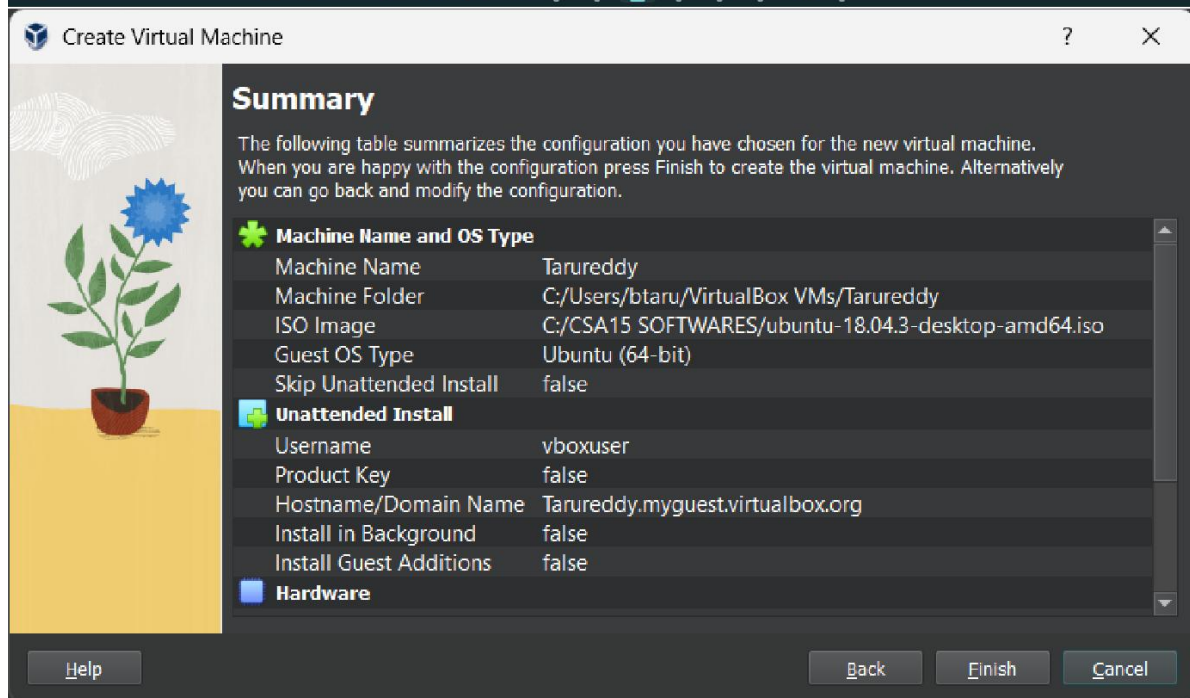 Create Virtual Machine
?
Summary
The following table summarizes the configuration you have chosen for the new virtual machine.
When you are happy with the configuration press Finish to create the virtual machine. Alternatively
you can go back and modify the configuration.
Machine Name and OS Type
Machine Name Tarureddy
Machine Folder C:/Users/btaru/VirtualBox VMs/Tarureddy
ISO Image C:/CSA15 SOFTWARES/ubuntu-18.04.3-desktop-amd64.iso
Guest OS Type Ubuntu (64-bit)
Skip Unattended Install false
Unattended Install
Username vboxuser
Product Key false
Hostname/Domain Name Tarureddy.myguest.virtualbox.org
Install in Background false
Install Guest Additions false
Hardware
Help Back Finish Cancel